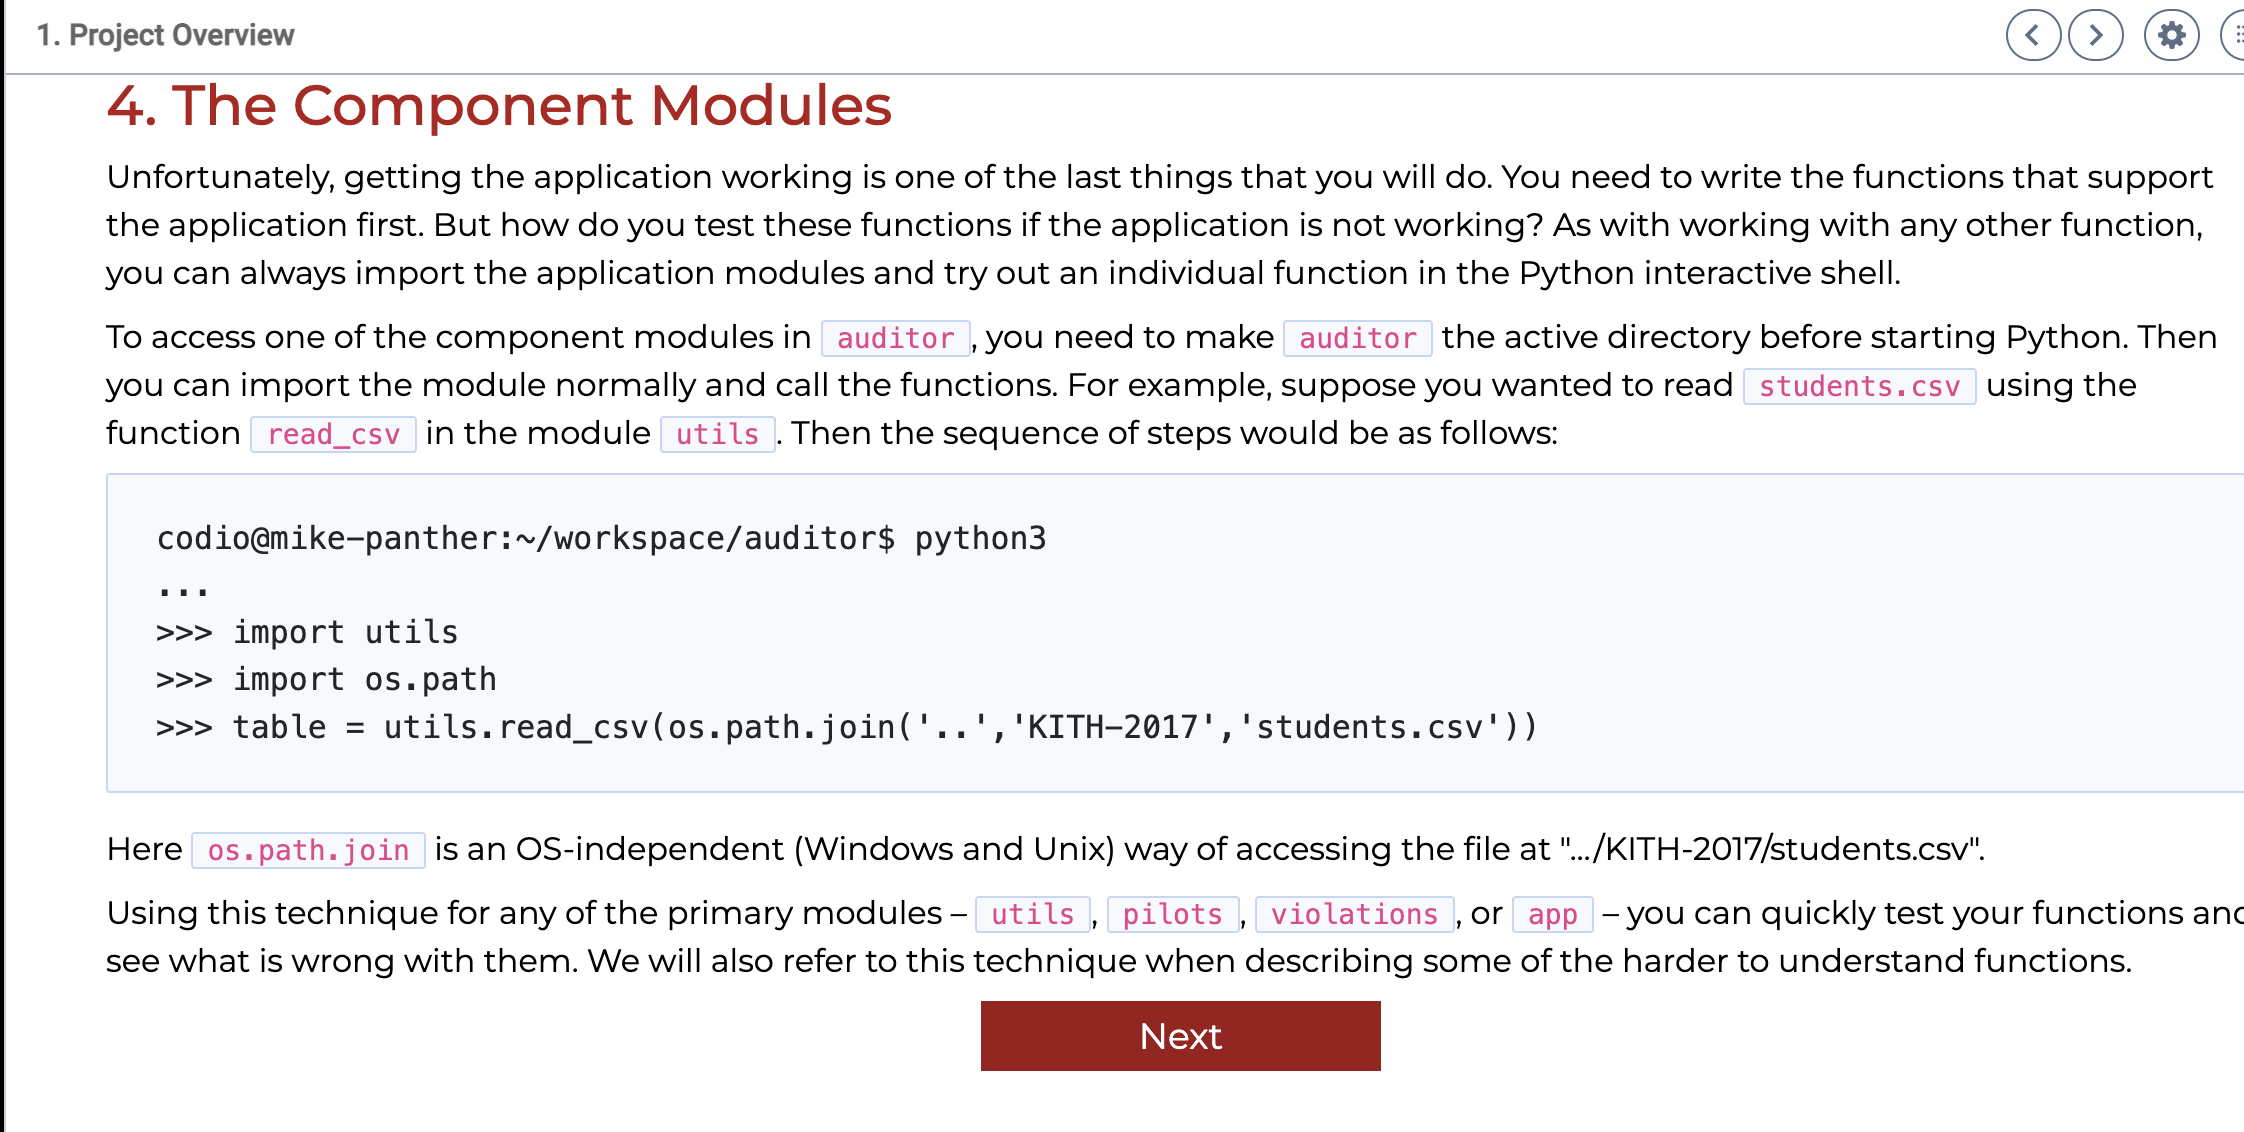 1. Project Overview
4. The Component Modules
Unfortunately, getting the application working is one of the last things that you will do. You need to write the functions that support
the application first. But how do you test these functions if the application is not working? As with working with any other function,
you can always import the application modules and try out an individual function in the Python interactive shell.
To access one of the component modules in auditor, you need to make auditor the active directory before starting Python. Then
you can import the module normally and call the functions. For example, suppose you wanted to read students.csv using the
function read_csv in the module utils. Then the sequence of steps would be as follows:
codio@mike-panther:~/workspace/auditor$ python3
...
>>> import utils
>>> import os.path
>>> table = utils.read_csv(os.path.join('..','KITH-2017','students.csv'))
Here os.path.join is an OS-independent (Windows and Unix) way of accessing the file at ".../KITH-2017/students.csv".
Using this technique for any of the primary modules – utils, pilots, violations, or app – you can quickly test your functions and
see what is wrong with them. We will also refer to this technique when describing some of the harder to understand functions.
Next